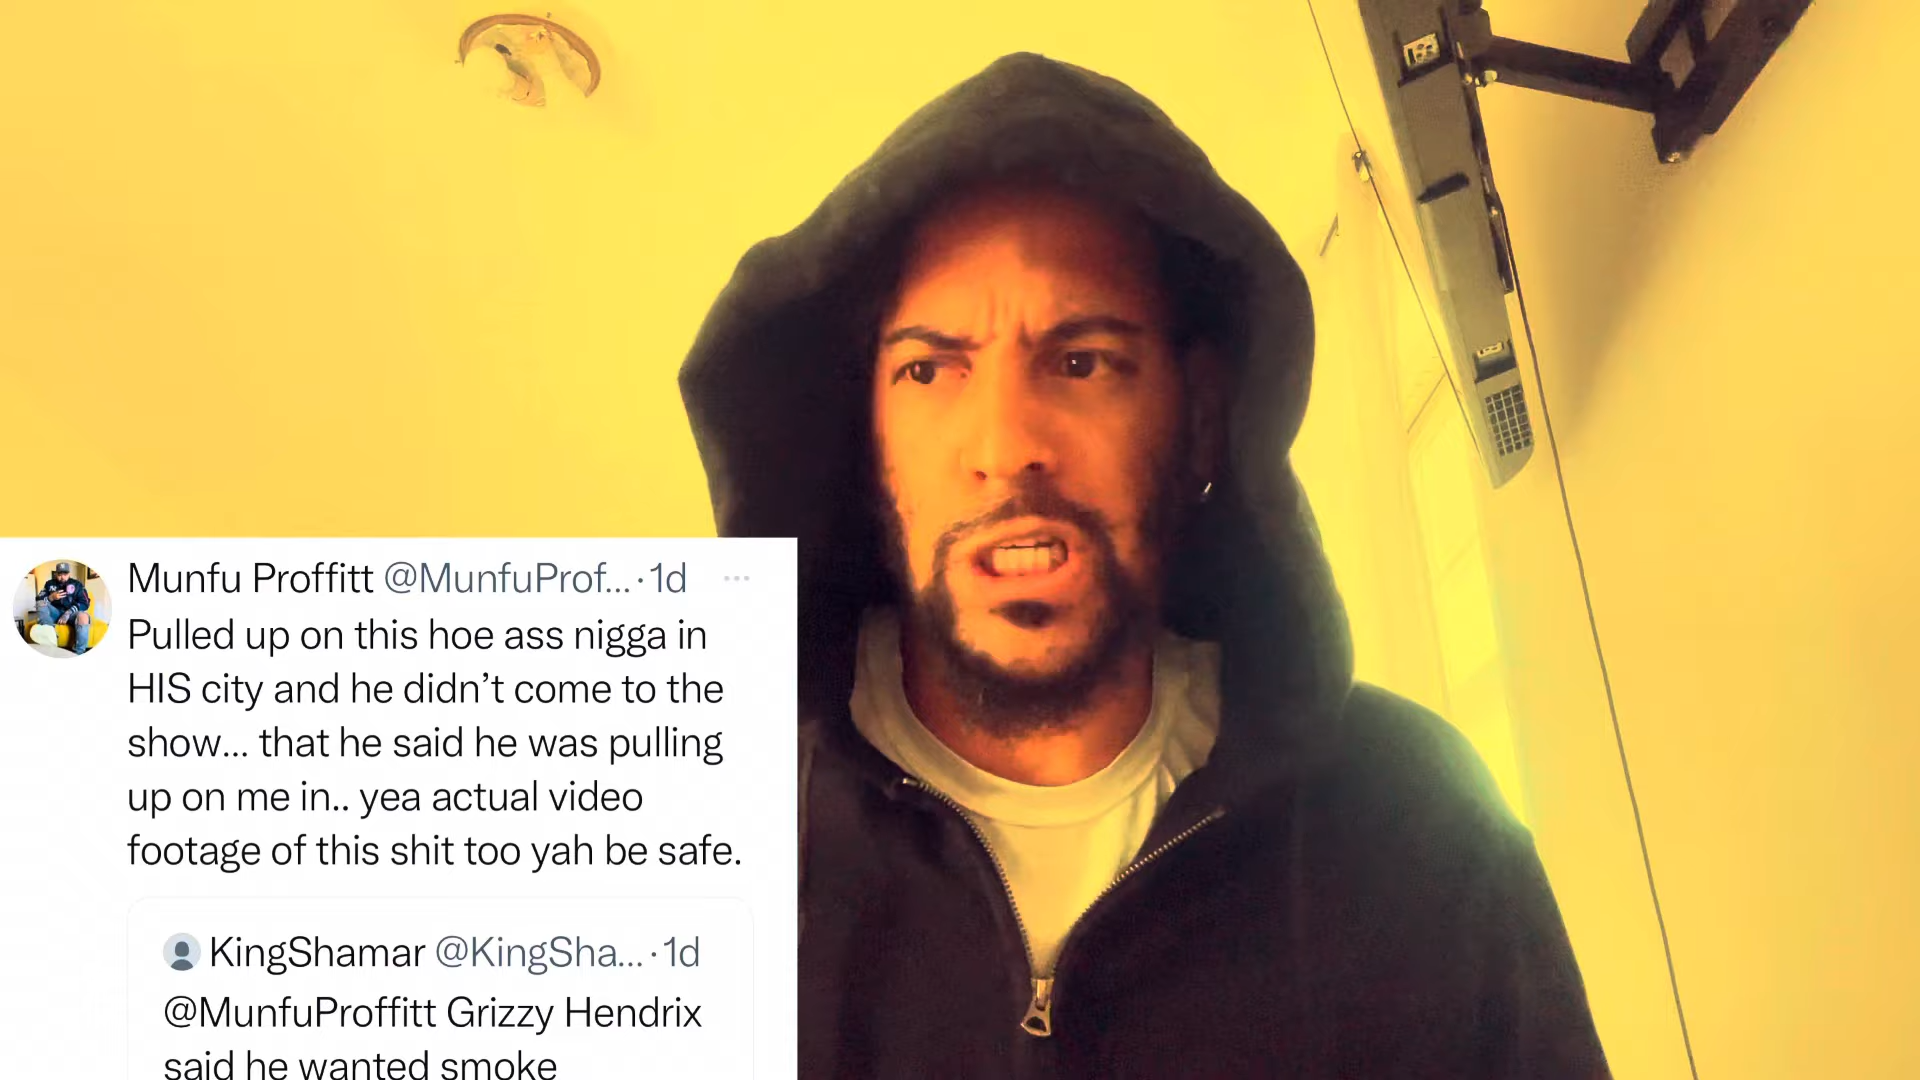 Munfu Proffitt @MunfuProf... · 1d ...
Pulled up on this hoe ass nigga in
HIS city and he didn’t come to the
show... that he said he was pulling
up on me in.. yea actual video
footage of this shit too yah be safe.
KingShamar @KingSha... · 1d
@MunfuProffitt Grizzy Hendrix
said he wanted smoke